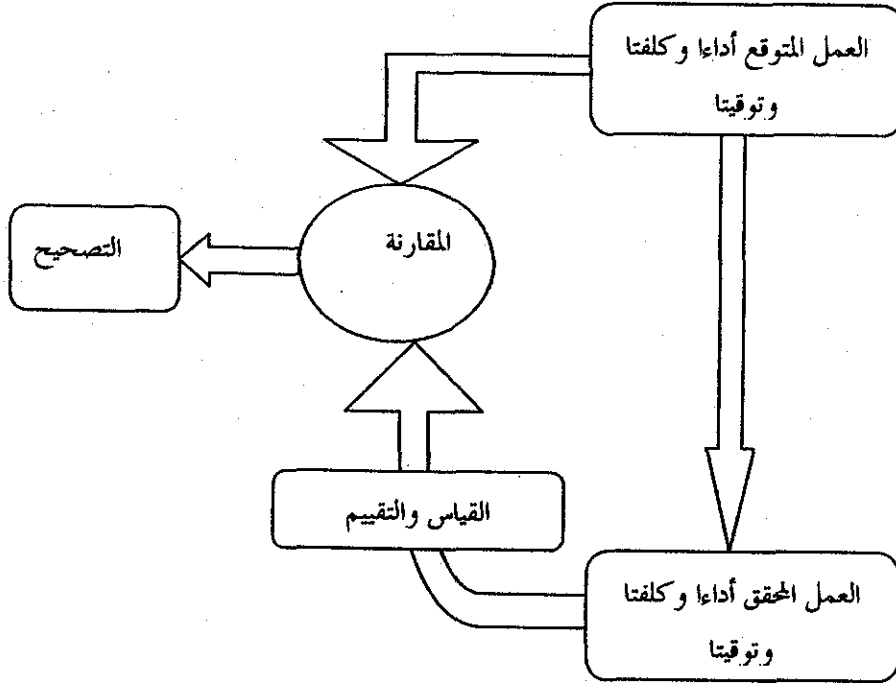 العمل المتوقع أداءا وكلفتا
وتوقيتا
المقارنة
التصحيح
القياس والتقييم
العمل المحقق أداءا وكلفتا
وتوقيتا